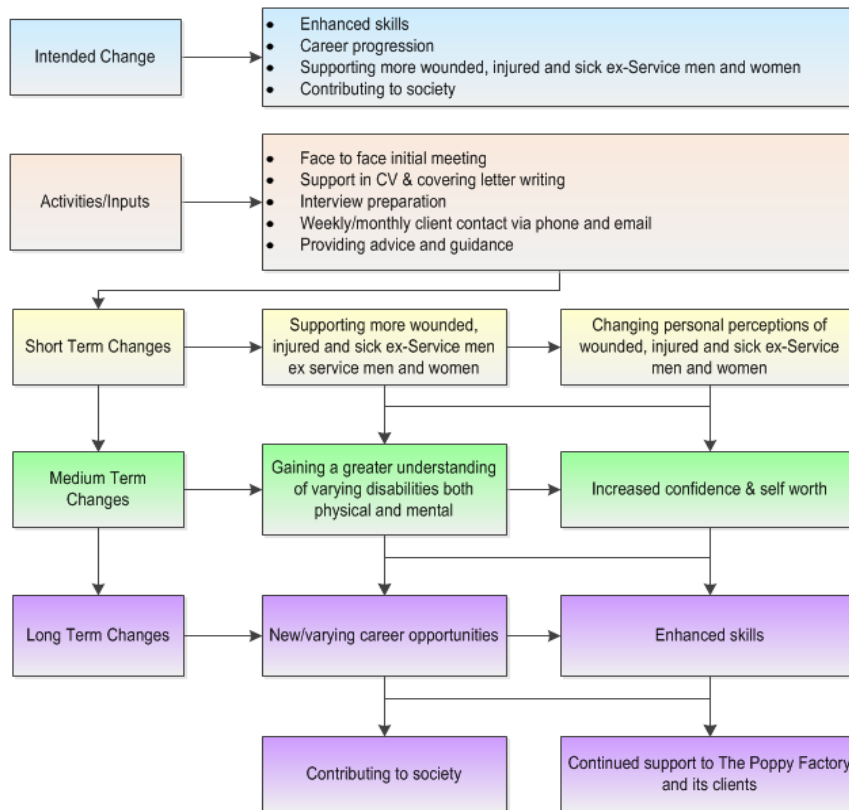 Intended Change
• Enhanced skills
• Career progression
• Supporting more wounded, injured and sick ex-Service men and women
• Contributing to society
Activities/Inputs
• Face to face initial meeting
• Support in CV & covering letter writing
• Interview preparation
• Weekly/monthly client contact via phone and email
• Providing advice and guidance
Short Term Changes
Supporting more wounded,
injured and sick ex-Service men
ex service men and women
Changing personal perceptions of
wounded, injured and sick ex-Service
men and women
Medium Term
Changes
Gaining a greater understanding
of varying disabilities both
physical and mental
Increased confidence & self worth
Long Term Changes
New/varying career opportunities
Enhanced skills
Contributing to society
Continued support to The Poppy Factory
and its clients